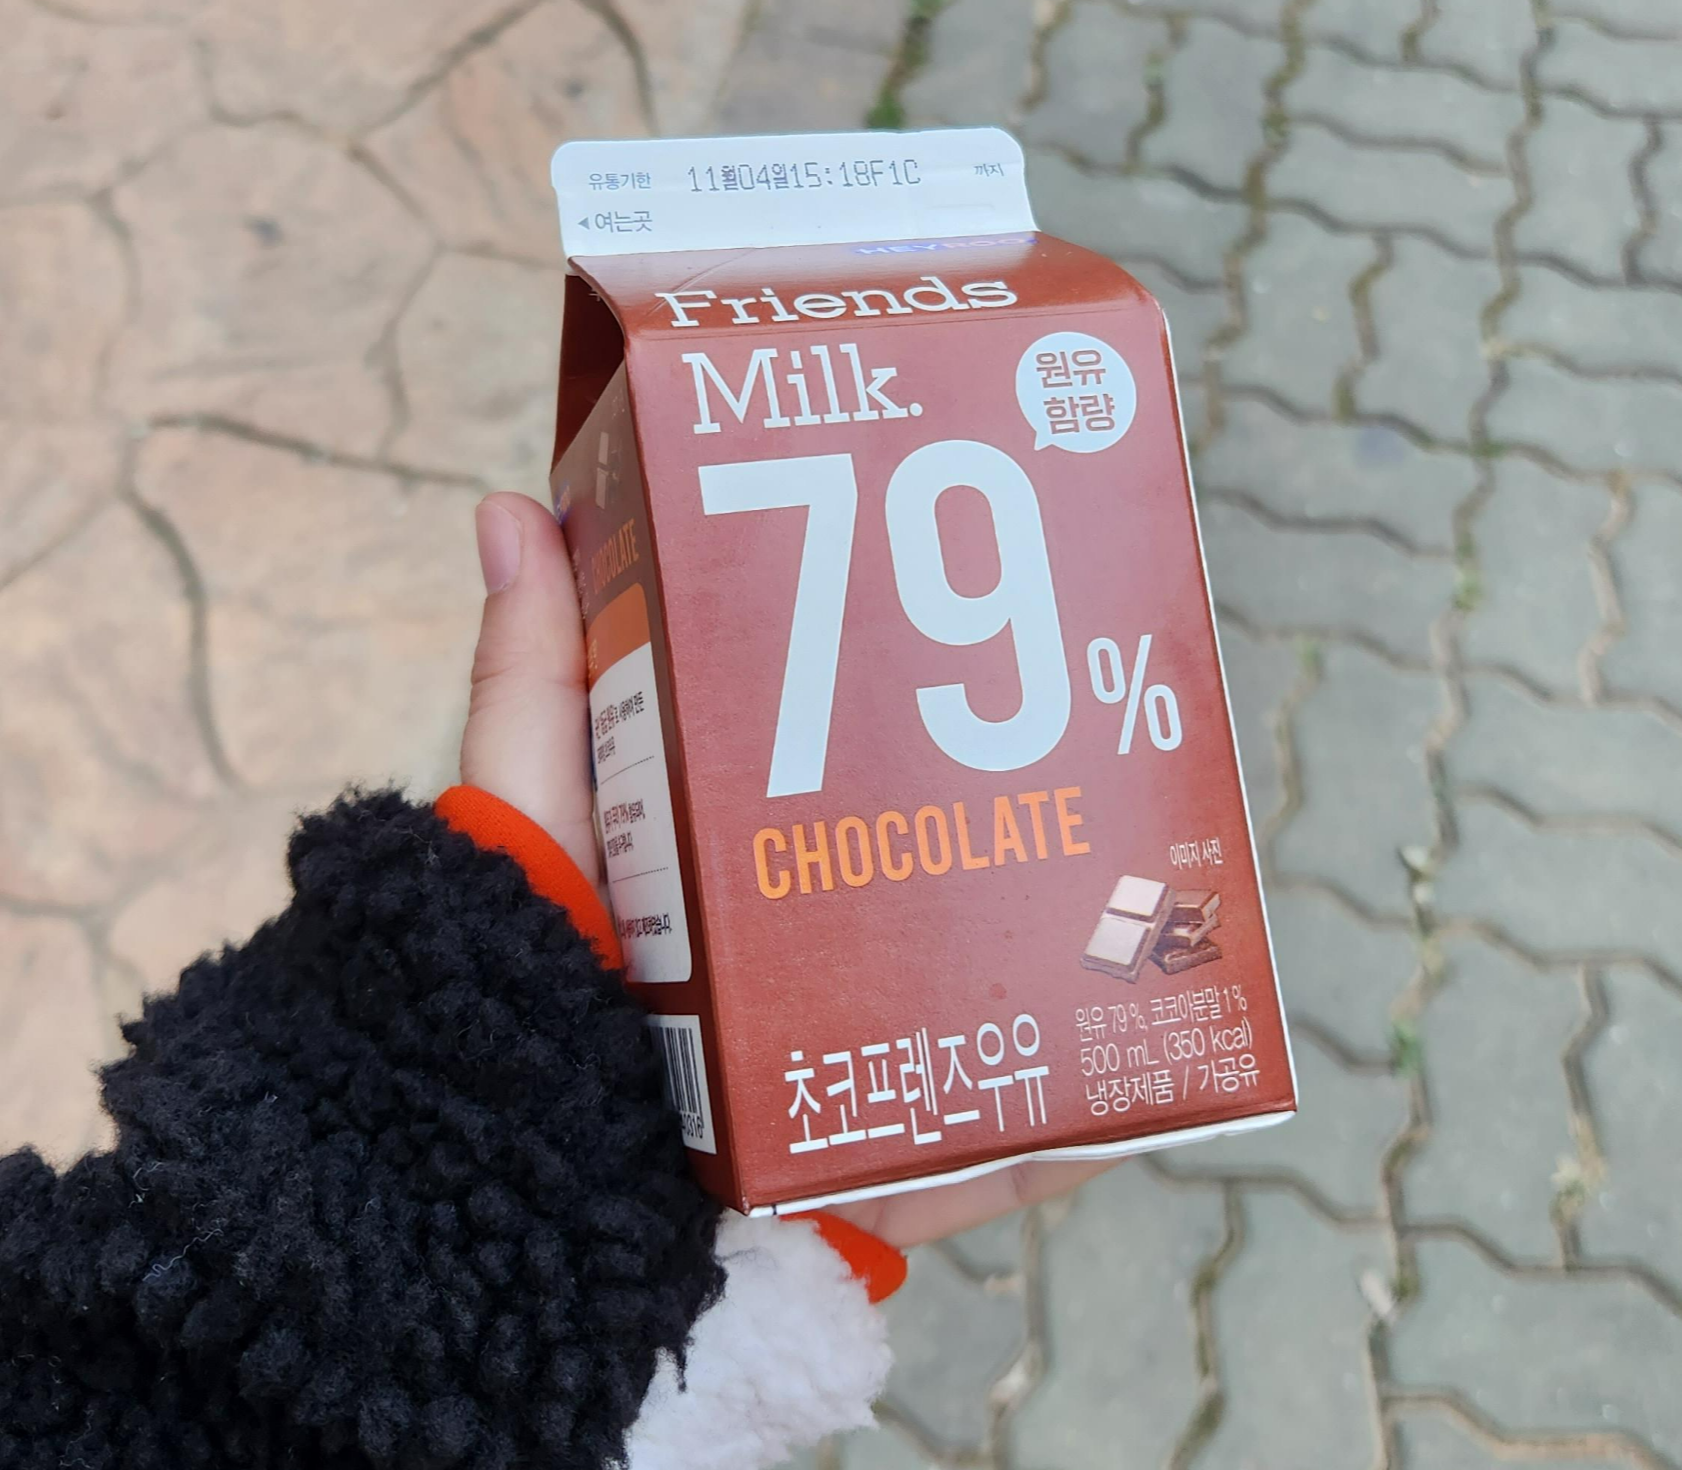 유통기한 11월04일15:18F1C 까지
◀여는곳
HEYROO
Friends
Milk.
원유
함량
79%
CHOCOLATE
CHOCOLATE
이미지 사진
초코프렌즈우유
원유 79 %, 코코아분말 1 %
500 mL (350 kcal)
냉장제품 / 가공유